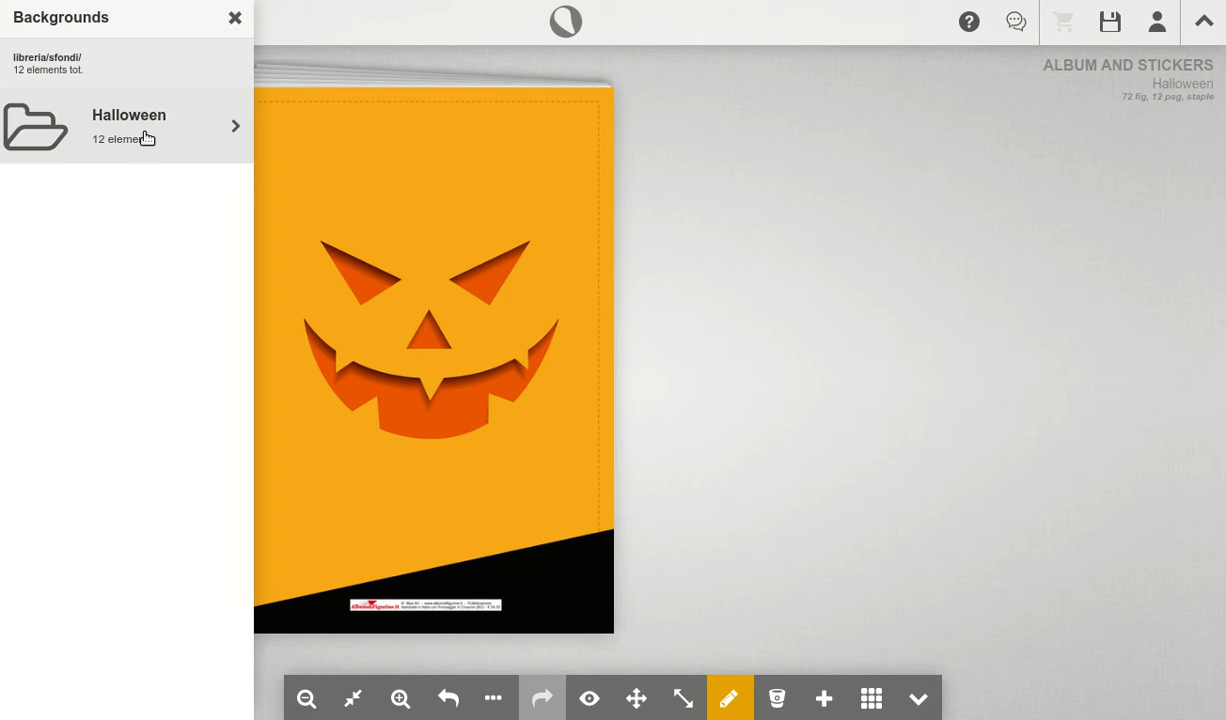 Backgrounds
libreria/sfondi/
12 elements tot.
Halloween
12 elemen
ALBUM AND STICKERS
Halloween
72 fig, 12 pag, staple